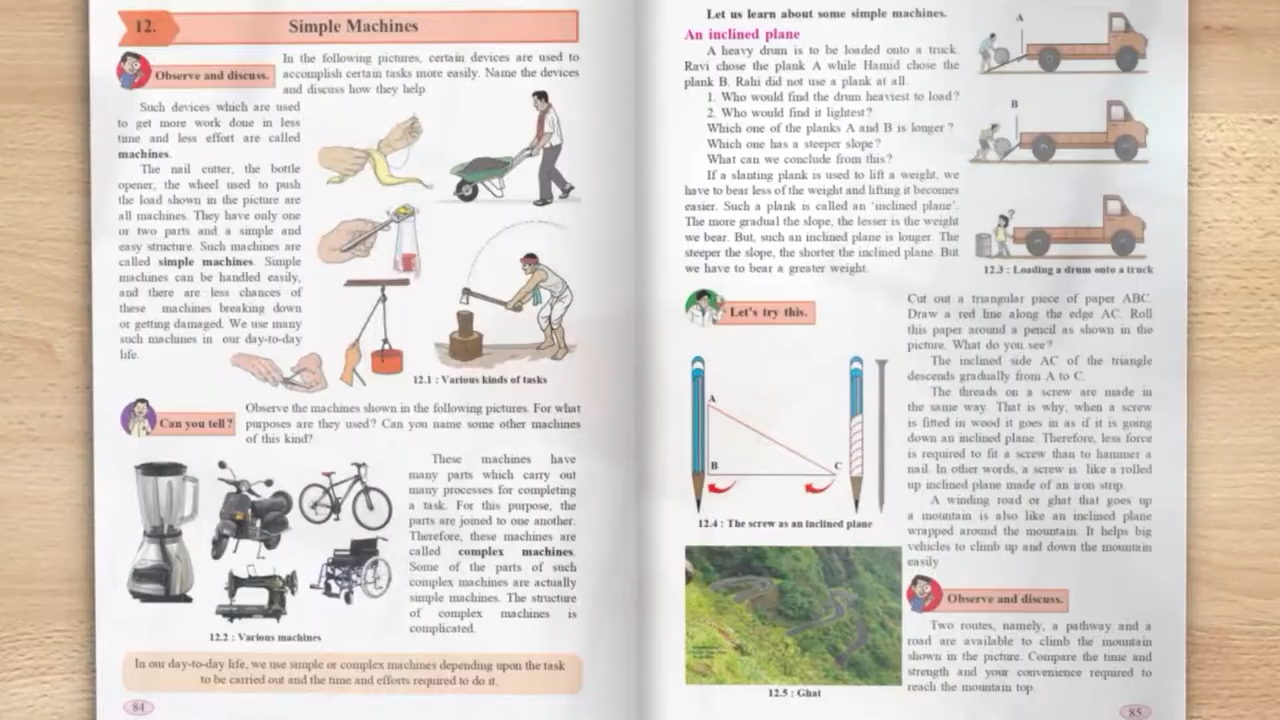 12.
Simple Machines
Observe and discuss.
In the following pictures, certain devices are used to
accomplish certain tasks more easily. Name the devices
and discuss how they help
Such devices which are used
to get more work done in less
time and less effort are called
machines.
The nail cutter, the bottle
opener, the wheel used to push
the load shown in the picture are
all machines. They have only one
or two parts and a simple and
easy structure. Such machines are
called simple machines. Simple
machines can be handled easily,
and there are less chances of
these machines breaking down
or getting damaged. We use many
such machines in our day-to-day
life.
12.1 : Various kinds of tasks
Can you tell?
Observe the machines shown in the following pictures. For what
purposes are they used? Can you name some other machines
of this kind?
These machines have
many parts which carry out
many processes for completing
a task. For this purpose, the
parts are joined to one another.
Therefore, these machines are
called complex machines.
Some of the parts of such
complex machines are actually
simple machines. The structure
of complex machines is
complicated.
12.2 : Various machines
In our day-to-day life, we use simple or complex machines depending upon the task
to be carried out and the time and efforts required to do it.
84
Let us learn about some simple machines.
An inclined plane
A heavy drum is to be loaded onto a truck.
Ravi chose the plank A while Hamid chose the
plank B. Rahi did not use a plank at all.
1. Who would find the drum heaviest to load?
2. Who would find it lightest?
Which one of the planks A and B is longer ?
Which one has a steeper slope?
What can we conclude from this?
If a slanting plank is used to lift a weight, we
have to bear less of the weight and lifting it becomes
easier. Such a plank is called an 'inclined plane'.
The more gradual the slope, the lesser is the weight
we bear. But, such an inclined plane is longer. The
steeper the slope, the shorter the inclined plane. But
we have to bear a greater weight.
A
B
?
12.3 : Loading a drum onto a truck
Let's try this.
A
B
C
12.4 : The screw as an inclined plane
Cut out a triangular piece of paper ABC.
Draw a red line along the edge AC. Roll
this paper around a pencil as shown in the
picture. What do you see?
The inclined side AC of the triangle
descends gradually from A to C.
The threads on a screw are made in
the same way. That is why, when a screw
is fitted in wood it goes in as if it is going
down an inclined plane. Therefore, less force
is required to fit a screw than to hammer a
nail. In other words, a screw is like a rolled
up inclined plane made of an iron strip.
A winding road or ghat that goes up
a mountain is also like an inclined plane
wrapped around the mountain. It helps big
vehicles to climb up and down the mountain
easily
12.5 : Ghat
Observe and discuss.
Two routes, namely, a pathway and a
road are available to climb the mountain
shown in the picture. Compare the time and
strength and your convenience required to
reach the mountain top.
85